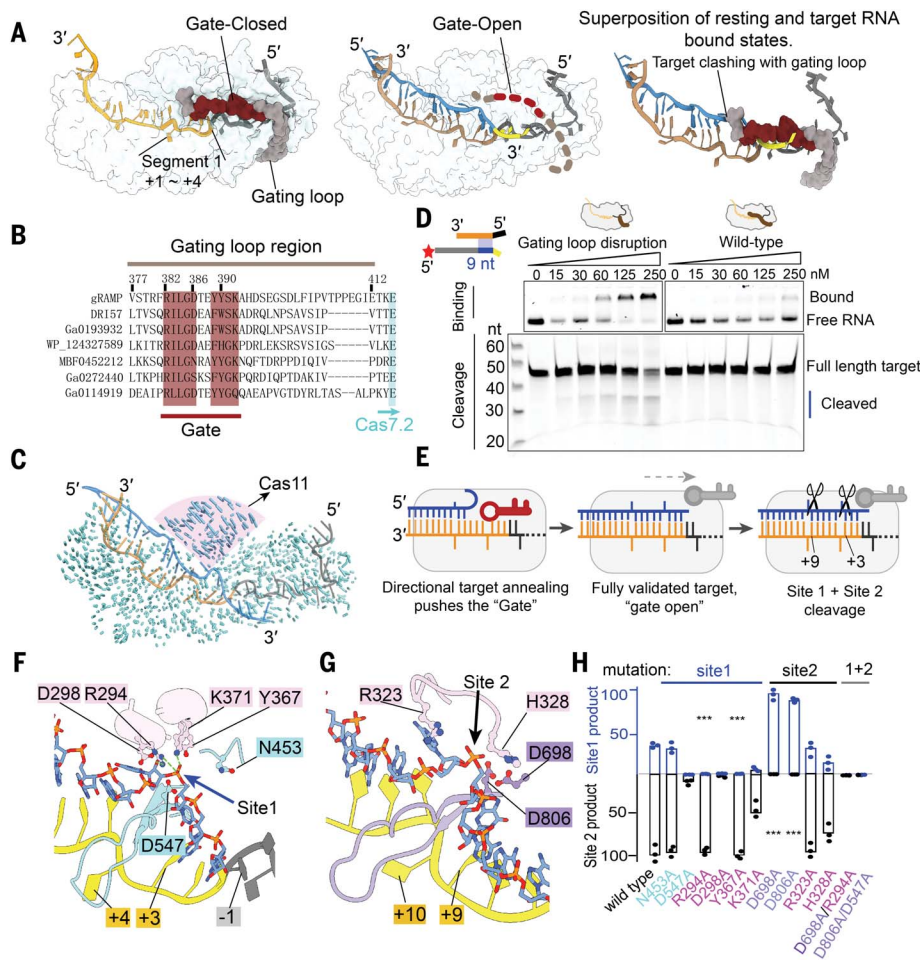 A
3′
Gate-Closed
5′
Segment 1
+1 ~ +4
Gating loop
Gate-Open
5′ 3′
5′
3′
Superposition of resting and target RNA
bound states.
Target clashing with gating loop
B
Gating loop region
377 382 386 390 412
gRAMP VSTRFRILGDTEYYSKAHDSEGSDLFIPVTPPEGIETKE
DR157 LTVSQRILGDEAFWSKADRQLNPSAVSIP------VTTE
Ga0193932 LTVSQRILGDEAFWSKADRQLNPSAVSIP------VTTE
WP_124327589 LKKTQRILGDAEFHGKPDRLEKSRSVSIGS-----VLKE
MBF0452212 LKKSQRILGNRAYYGKNQFTDRPPDIQIV------PDRE
Ga0272440 LTKPHRILGSKSFYGKPQRDIQPTDAKIV------PTEE
Ga0114919 DEAIPRLLGDTEYYGQQAEAPVGTDYRLTAS--ALPKYE
Gate
Cas7.2
C
5′ 3′
Cas11
5′
3′
D
3′ 5′
5′
9 nt
Gating loop disruption
Wild-type
0 15 30 60 125 250 0 15 30 60 125 250 nM
Binding
Bound
Free RNA
nt
Cleavage
60
50
40
30
20
Full length target
Cleaved
E
5′
3′
+9
+3
Directional target annealing
pushes the “Gate”
Fully validated target,
“gate open”
Site 1 + Site 2
cleavage
F
D298 R294
K371 Y367
N453
Site1
D547
+4 +3 -1
G
R323
Site 2
H328
D698
D806
+10 +9
H
mutation: site1 site2 1+2
Site1 product
100
50
*** ***
Site 2 product
50
100
*** ***
wild type
N453A
D547A
R294A
D298A
Y367A
K371A
D698A
D806A
R323A
H328A
D698A/R294A
D806A/D547A